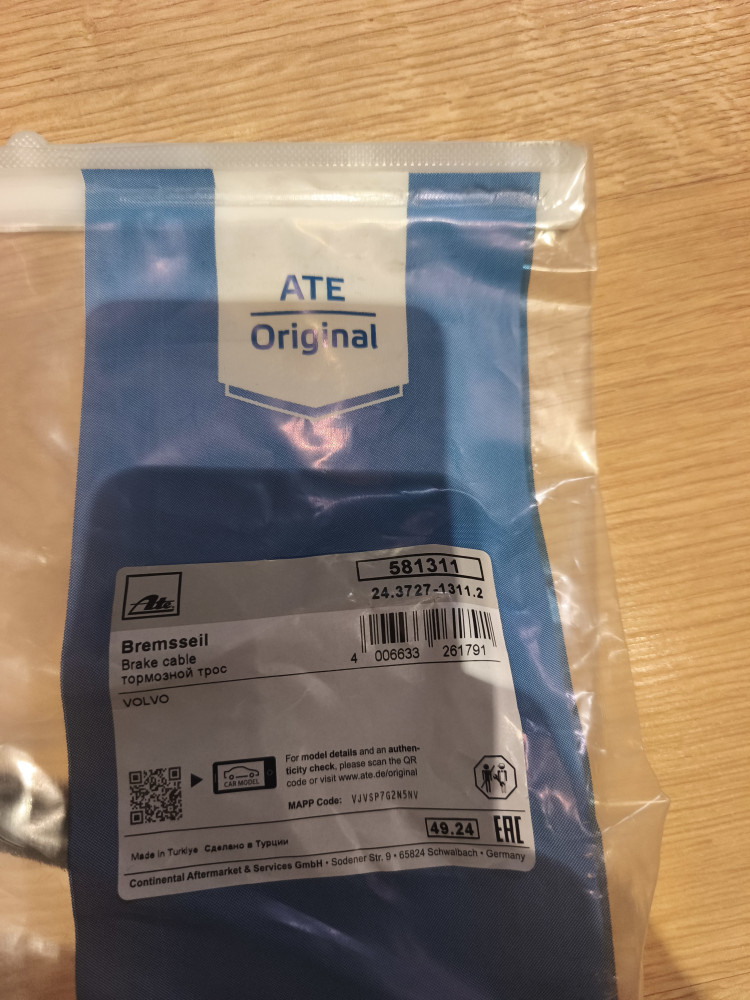 ATE
Original
Ate
581311
24.3727-1311.2
Bremsseil
Brake cable
тормозной трос
4 006633 261791
VOLVO
CAR MODEL
For model details and an authen-
ticity check, please scan the QR
code or visit www.ate.de/original
MAPP Code: VJVSP7G2N5NV
49.24
EAC
Made in Türkiye Сделано в Турции
Continental Aftermarket & Services GmbH • Sodener Str. 9 • 65824 Schwalbach • Germany